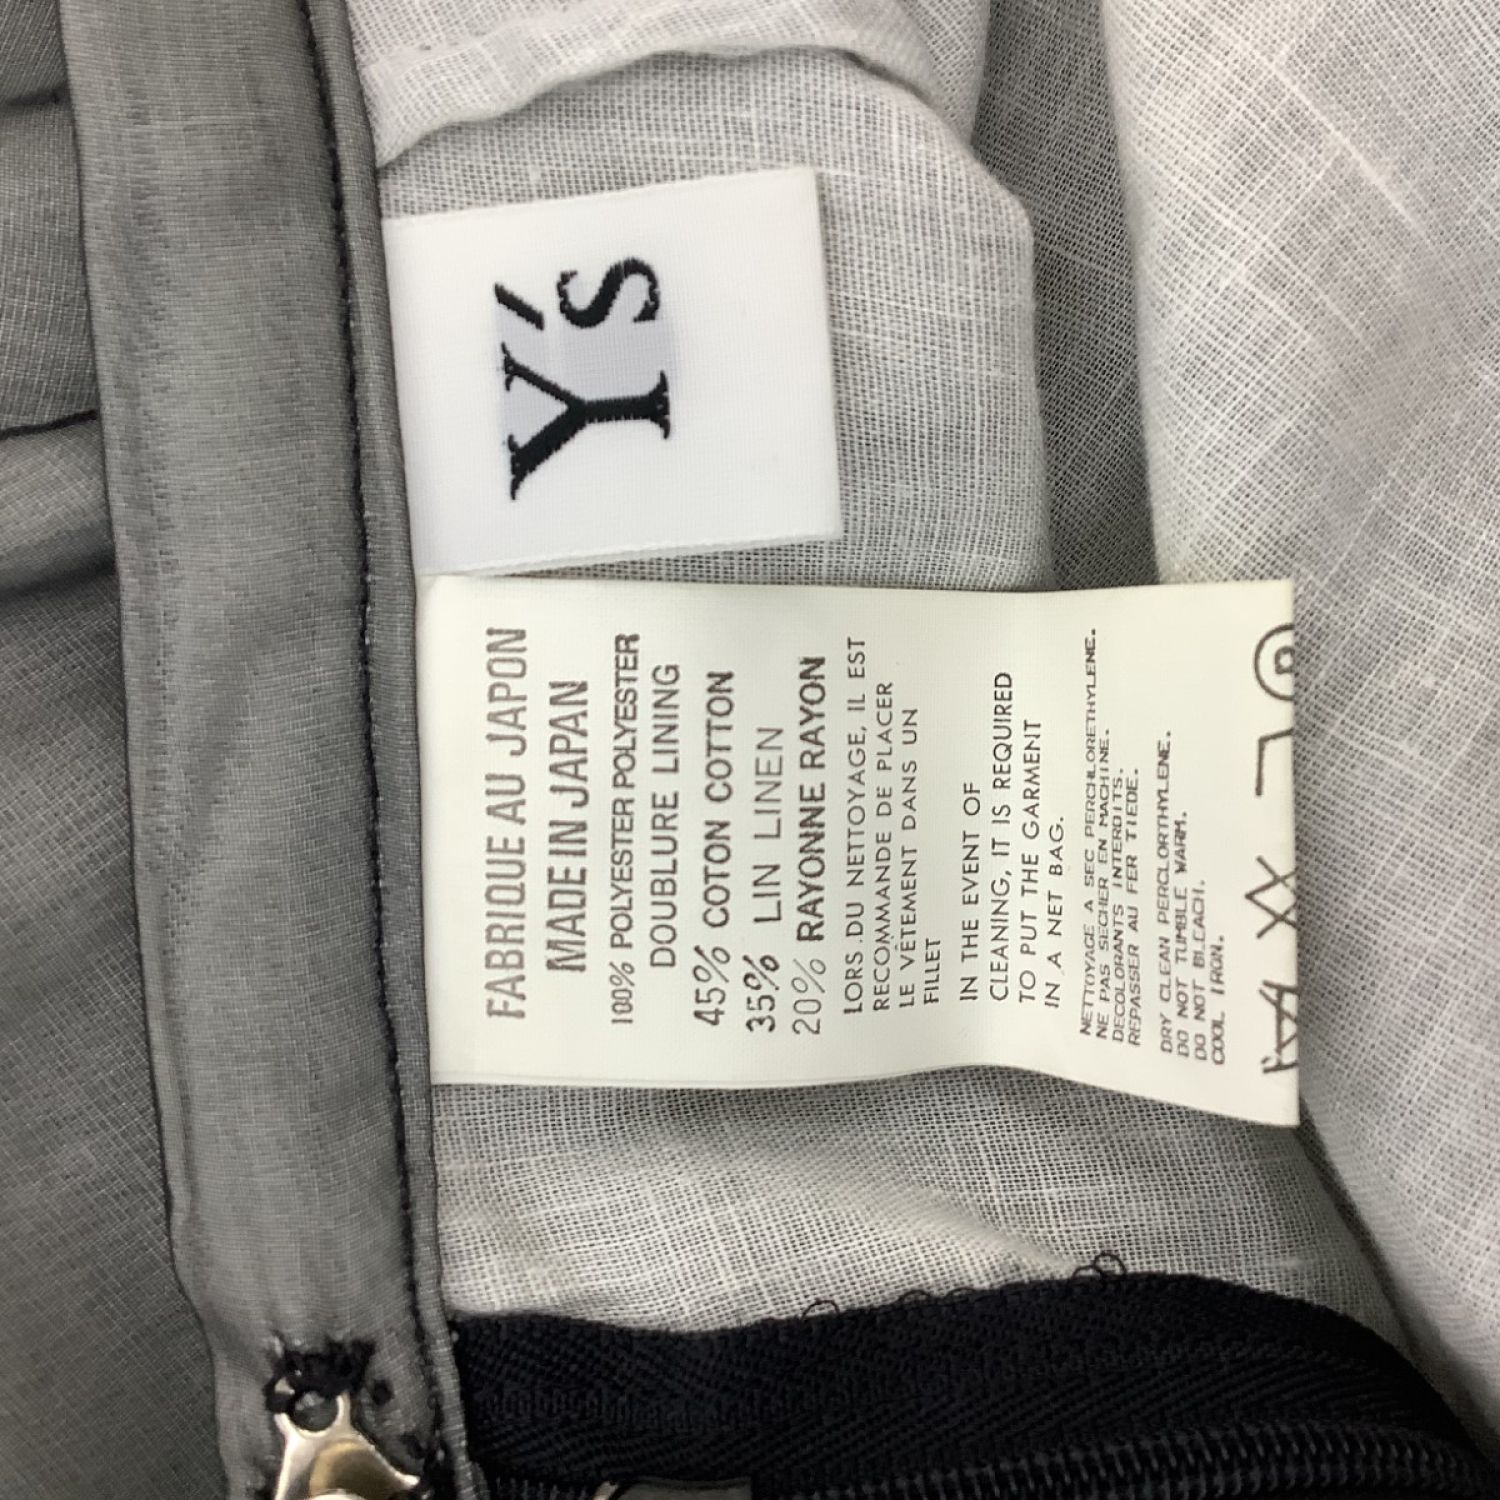 Y's
FABRIQUE AU JAPON
MADE IN JAPAN
100% POLYESTER POLYESTER
DOUBLURE LINING
45% COTON COTTON
35% LIN LINEN
20% RAYONNE RAYON
LORS DU NETTOYAGE, IL EST
RECOMMANDE DE PLACER
LE VÊTEMENT DANS UN
FILLET
IN THE EVENT OF
CLEANING, IT IS REQUIRED
TO PUT THE GARMENT
IN A NET BAG.
NETTOYAGE A SEC PERCHLORETHYLENE.
NE PAS SECHER EN MACHINE.
DECOLORANTS INTERDITS.
REPASSER AU FER TIEDE.
DRY CLEAN PERCLORTHYLENE.
DO NOT TUMBLE WARM.
DO NOT BLEACH.
COOL IRON.